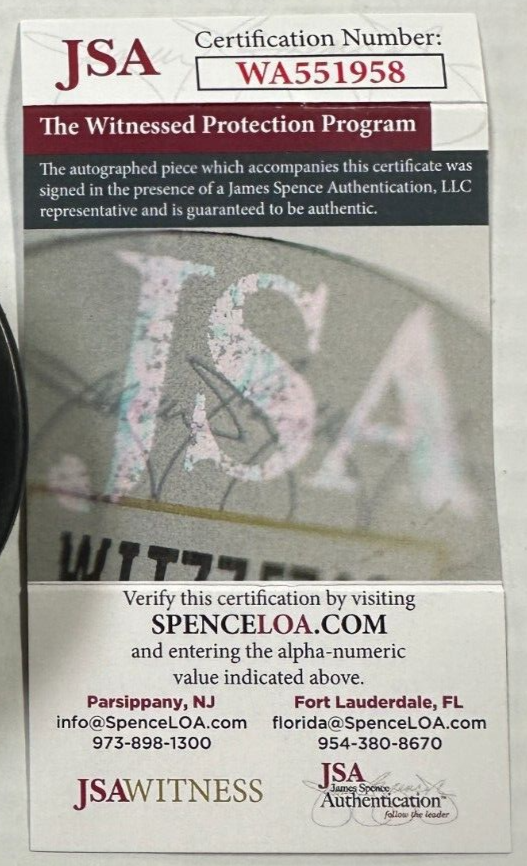 JSA
Certification Number:
WA551958
The Witnessed Protection Program
The autographed piece which accompanies this certificate was
signed in the presence of a James Spence Authentication, LLC
representative and is guaranteed to be authentic.
JSA
Verify this certification by visiting
SPENCELOA.COM
and entering the alpha-numeric
value indicated above.
Parsippany, NJ
info@SpenceLOA.com
973-898-1300
Fort Lauderdale, FL
florida@SpenceLOA.com
954-380-8670
JSAWITNESS
JSA
James Spence
Authentication™
follow the leader